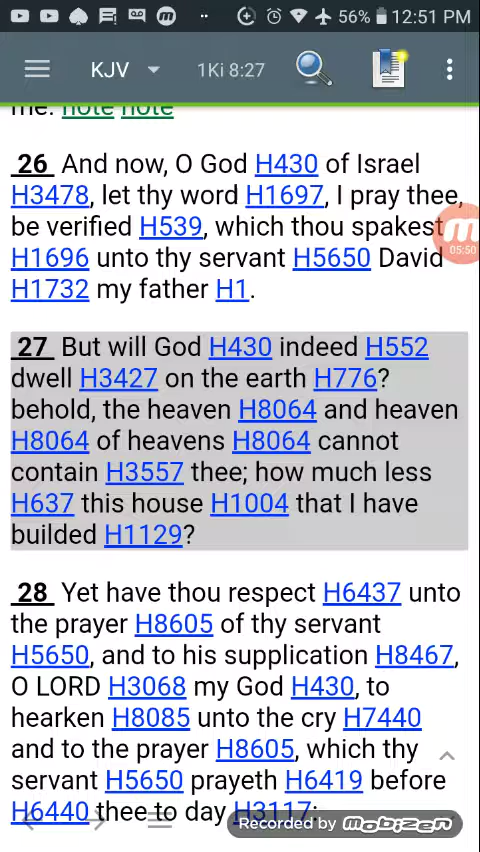 56% 12:51 PM
KJV 1Ki 8:27
me. note note
26 And now, O God H430 of Israel
H3478, let thy word H1697, I pray thee,
be verified H539, which thou spakest
H1696 unto thy servant H5650 David
05:50
H1732 my father H1.
27 But will God H430 indeed H552
dwell H3427 on the earth H776?
behold, the heaven H8064 and heaven
H8064 of heavens H8064 cannot
contain H3557 thee; how much less
H637 this house H1004 that I have
builded H1129?
28 Yet have thou respect H6437 unto
the prayer H8605 of thy servant
H5650, and to his supplication H8467,
O LORD H3068 my God H430, to
hearken H8085 unto the cry H7440
and to the prayer H8605, which thy
servant H5650 prayeth H6419 before
H6440 thee to day H3117:
Recorded by mobizen